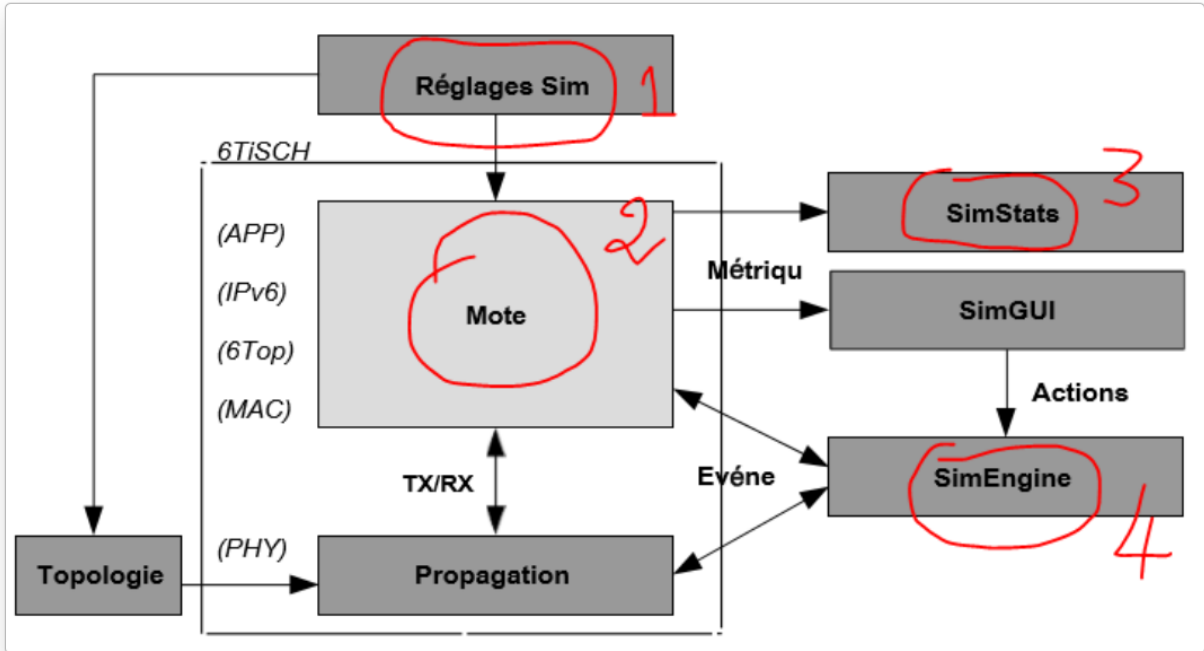 Réglages Sim
1
6TiSCH
(APP)
2
3
SimStats
Métriqu
(IPv6)
Mote
SimGUI
(6Top)
(MAC)
Actions
TX/RX
Evéne
SimEngine
4
(PHY)
Topologie
Propagation